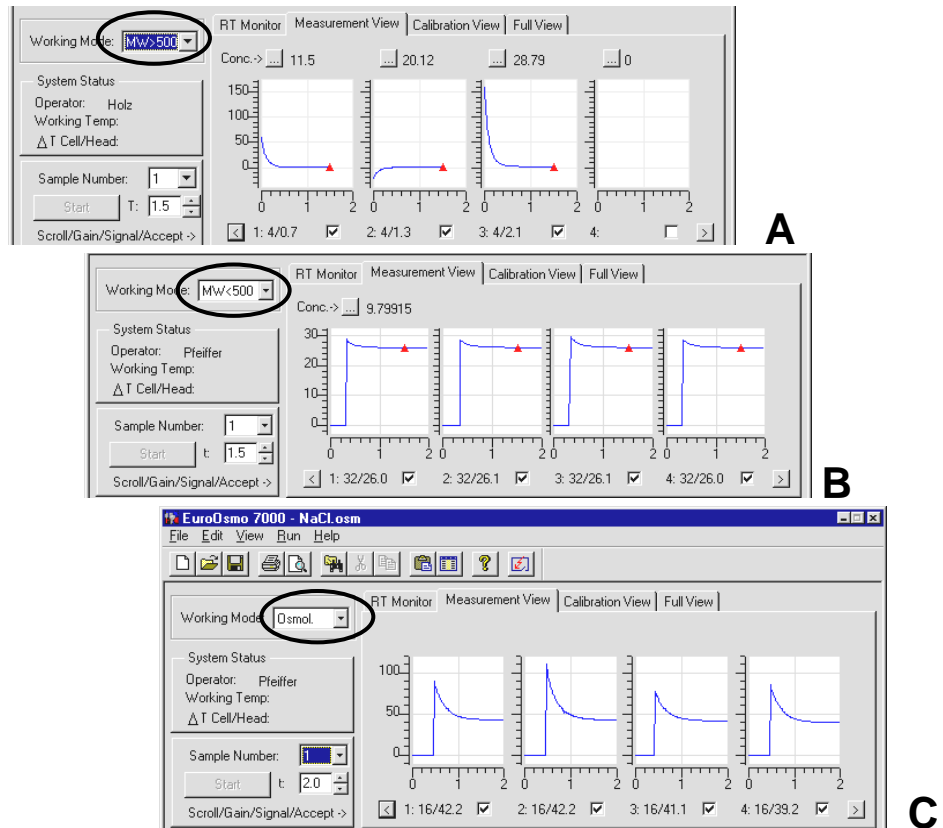 RT Monitor Measurement View Calibration View Full View
Working Mode: MW>500
Conc.-> ... 11.5 ... 20.12 ... 28.79 ... 0
System Status
Operator: Holz
Working Temp:
Δ T Cell/Head:
150
100
50
0
Sample Number: 1
Start T: 1.5
0 1 2 0 1 2 0 1 2 0 1 2
Scroll/Gain/Signal/Accept -> < 1: 4/0.7 2: 4/1.3 3: 4/2.1 4: >
A
RT Monitor Measurement View Calibration View Full View
Working Mode: MW<500
Conc.-> ... 9.79915
System Status
Operator: Pfeiffer
Working Temp:
Δ T Cell/Head:
30
20
10
0
Sample Number: 1
Start t: 1.5
0 1 2 0 1 2 0 1 2 0 1 2
Scroll/Gain/Signal/Accept -> < 1: 32/26.0 2: 32/26.1 3: 32/26.1 4: 32/26.0 >
B
EuroOsmo 7000 - NaCl.osm
File Edit View Run Help
RT Monitor Measurement View Calibration View Full View
Working Mode Osmol.
System Status
Operator: Pfeiffer
Working Temp:
Δ T Cell/Head:
100
50
0
Sample Number: 1
Start t: 2.0
0 1 2 0 1 2 0 1 2 0 1 2
Scroll/Gain/Signal/Accept -> < 1: 16/42.2 2: 16/42.2 3: 16/41.1 4: 16/39.2 >
C